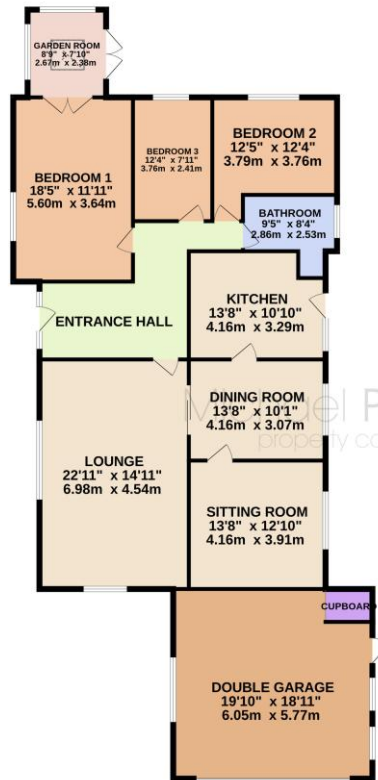 GARDEN ROOM
8'9" x 7'10"
2.67m x 2.38m
BEDROOM 1
18'5" x 11'11"
5.60m x 3.64m
BEDROOM 3
12'4" x 7'11"
3.76m x 2.41m
BEDROOM 2
12'5" x 12'4"
3.79m x 3.76m
BATHROOM
9'5" x 8'4"
2.86m x 2.53m
KITCHEN
13'8" x 10'10"
4.16m x 3.29m
ENTRANCE HALL
DINING ROOM
13'8" x 10'1"
4.16m x 3.07m
Michael P
property co
LOUNGE
22'11" x 14'11"
6.98m x 4.54m
SITTING ROOM
13'8" x 12'10"
4.16m x 3.91m
CUPBOARD
DOUBLE GARAGE
19'10" x 18'11"
6.05m x 5.77m